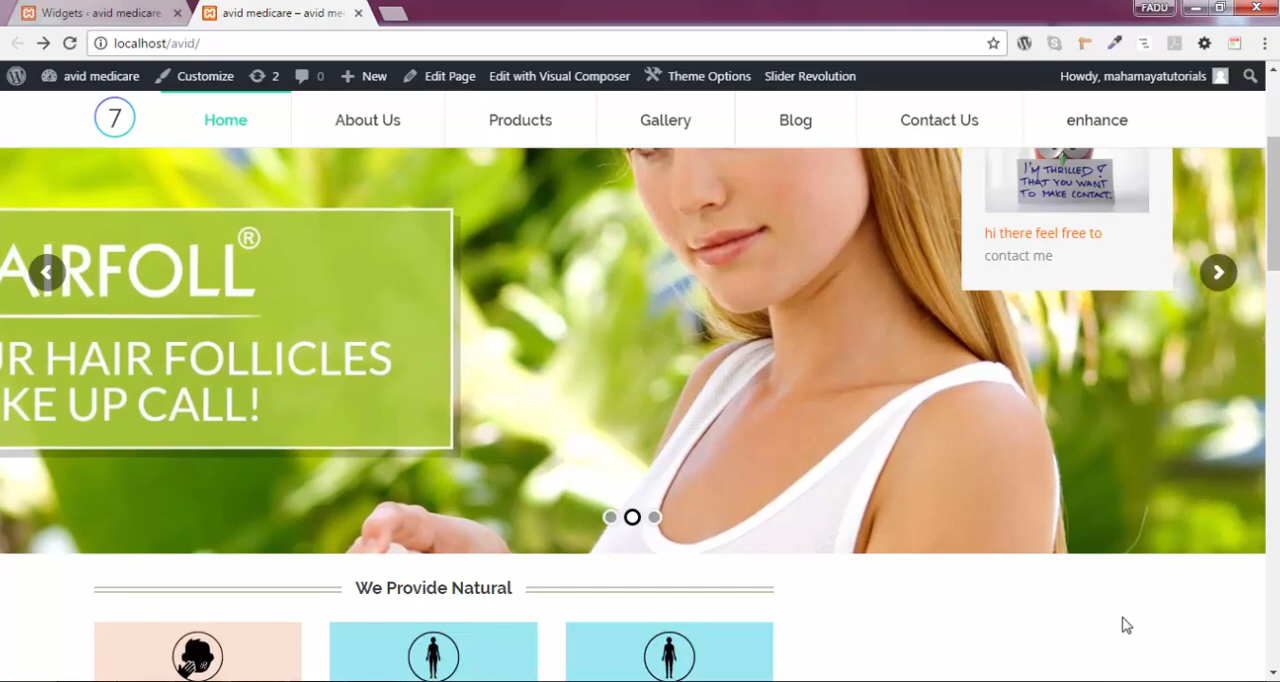 Widgets ‹ avid medicare
avid medicare – avid me
FADU
localhost/avid/
avid medicare
Customize
2
0
New
Edit Page
Edit with Visual Composer
Theme Options
Slider Revolution
Howdy, mahamayatutorials
7
Home
About Us
Products
Gallery
Blog
Contact Us
enhance
I'M THRILLED
THAT YOU WANT
TO MAKE CONTACT.
hi there feel free to
contact me
AIRFOLL®
UR HAIR FOLLICLES
KE UP CALL!
We Provide Natural